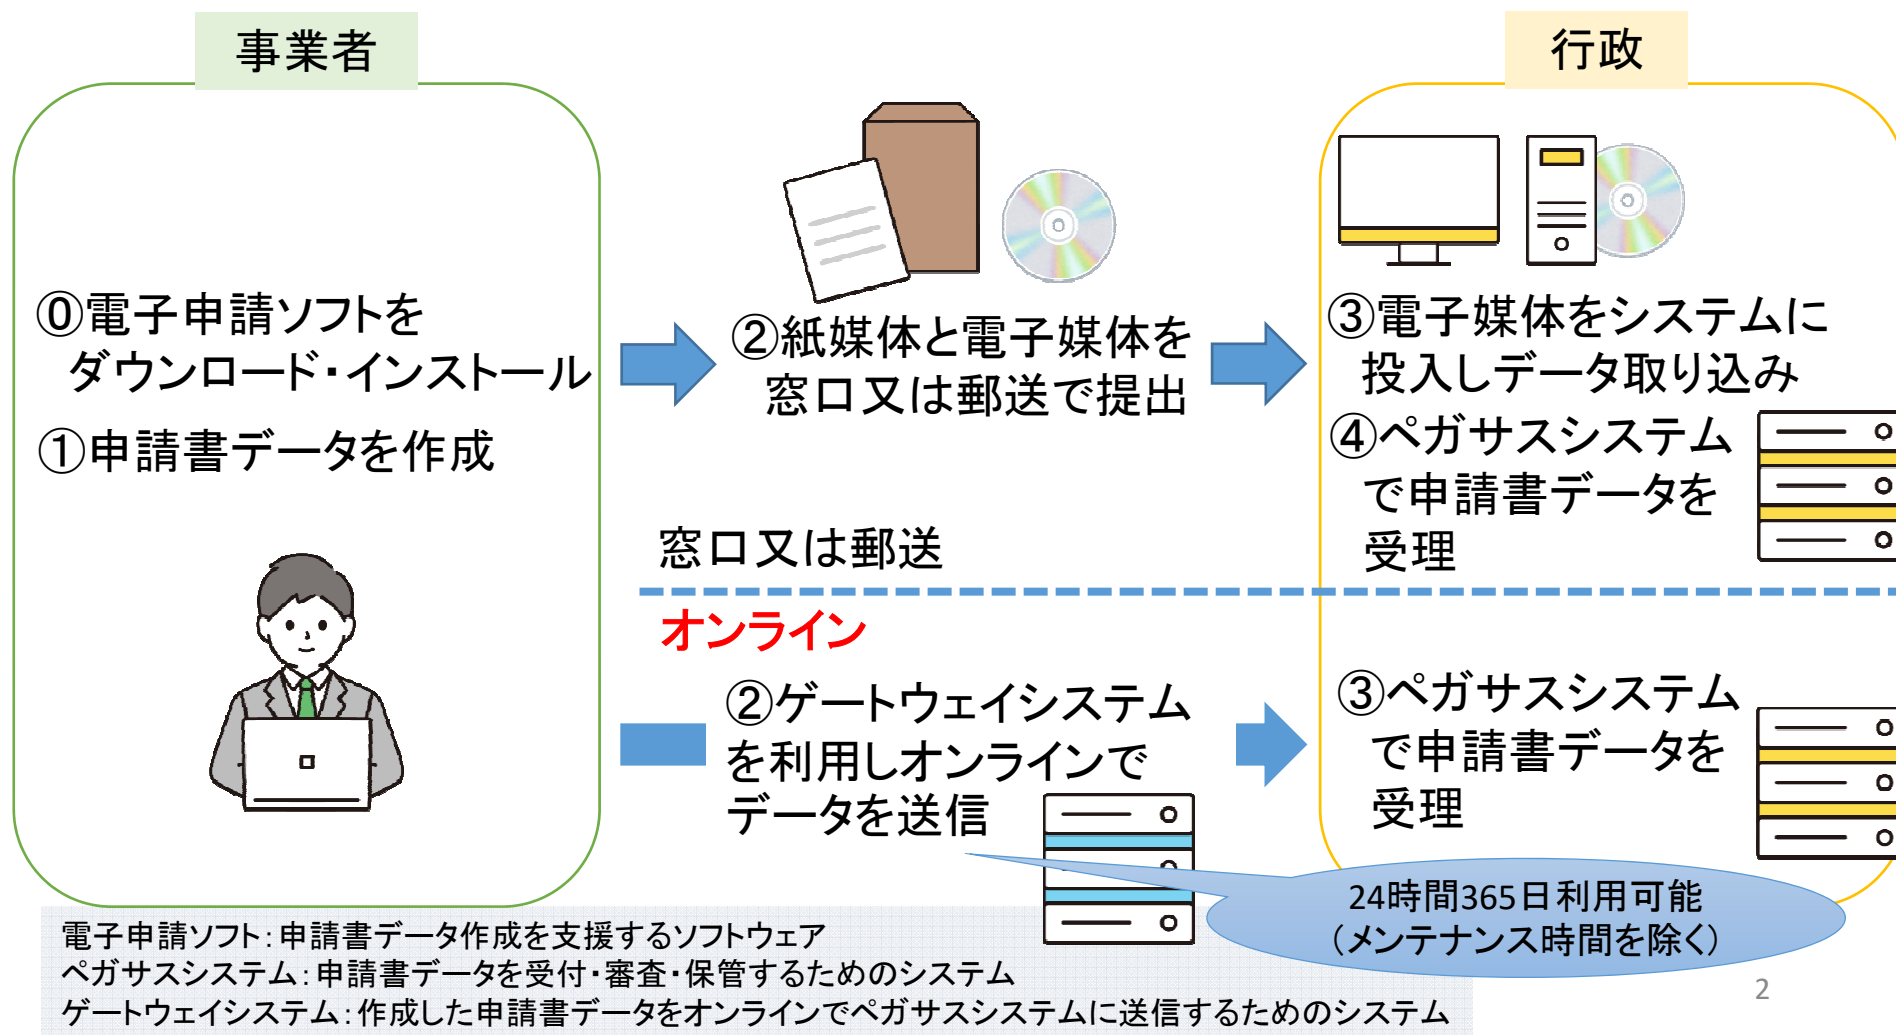 事業者
行政
⓪電子申請ソフトを
ダウンロード・インストール
①申請書データを作成
②紙媒体と電子媒体を
窓口又は郵送で提出
③電子媒体をシステムに
投入しデータ取り込み
④ペガサスシステム
で申請書データを
受理
窓口又は郵送
オンライン
②ゲートウェイシステム
を利用しオンラインで
データを送信
③ペガサスシステム
で申請書データを
受理
24時間365日利用可能
（メンテナンス時間を除く）
電子申請ソフト：申請書データ作成を支援するソフトウェア
ペガサスシステム：申請書データを受付・審査・保管するためのシステム
ゲートウェイシステム：作成した申請書データをオンラインでペガサスシステムに送信するためのシステム
2